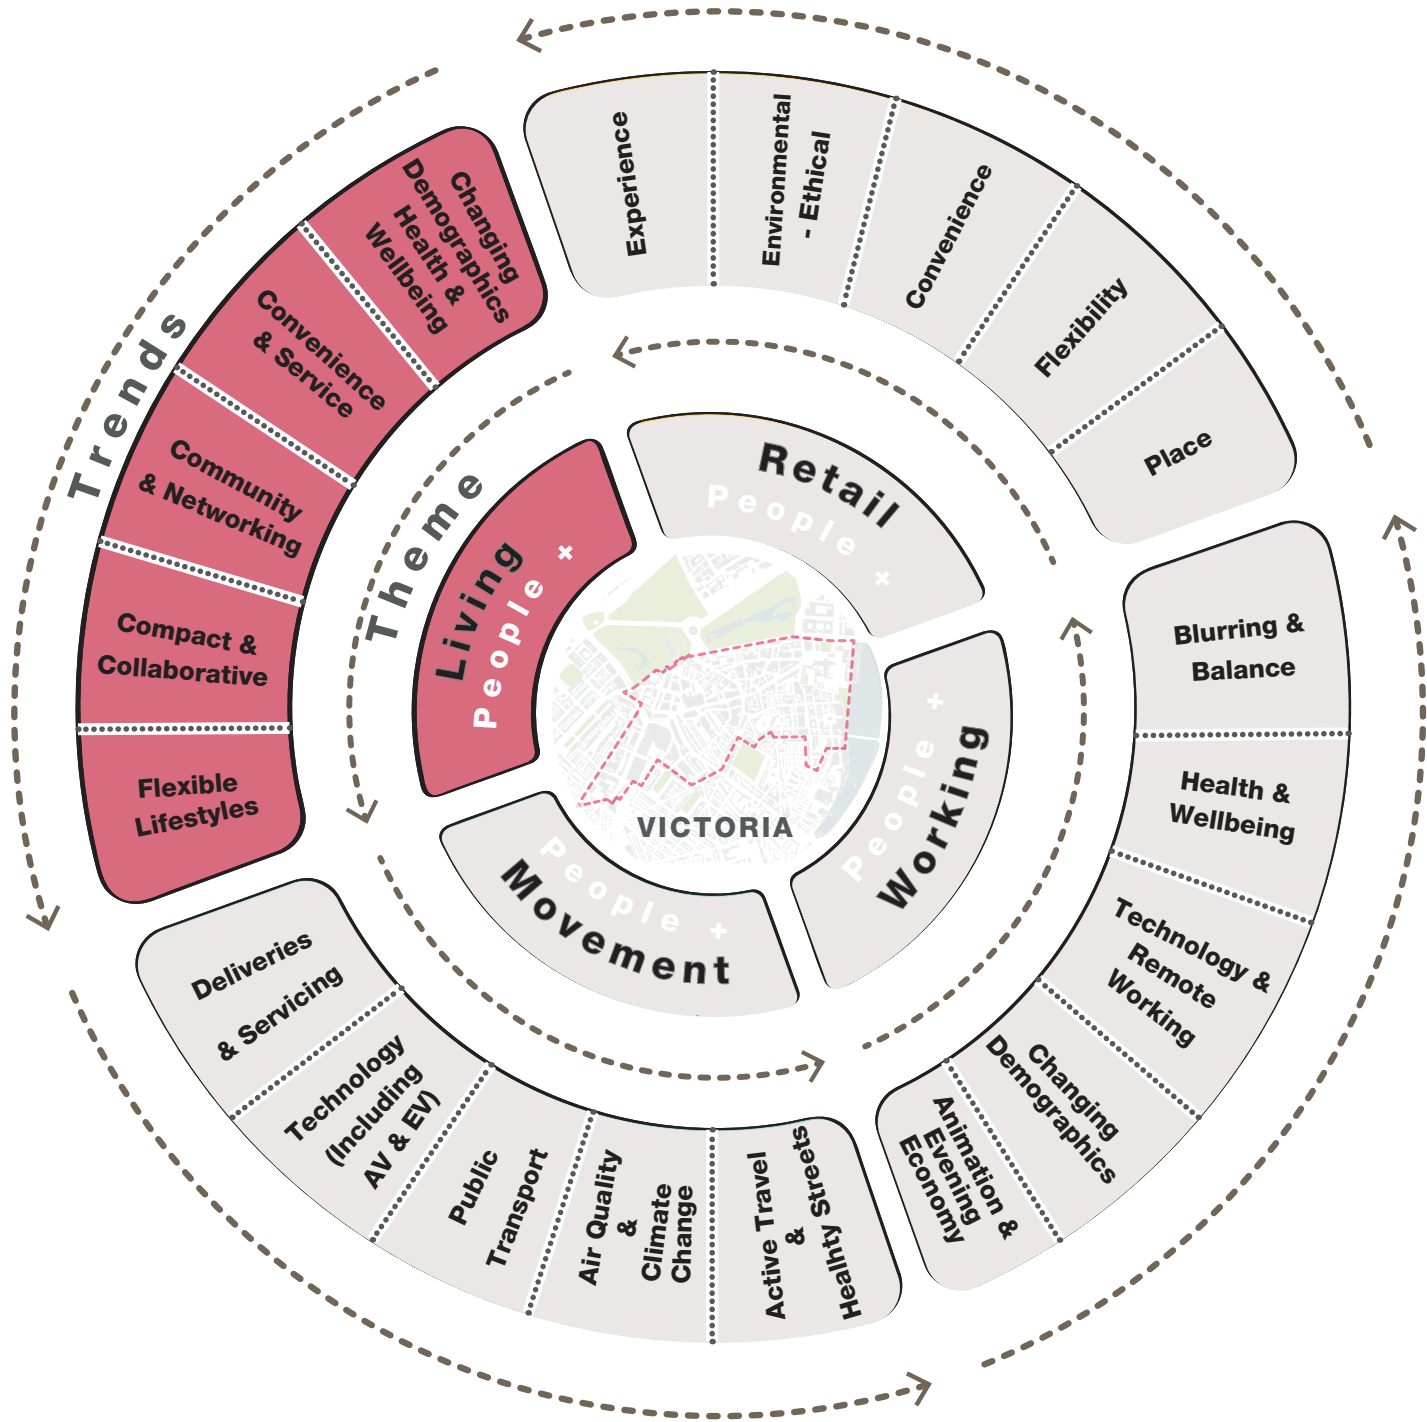 Trends
Theme
Changing
Demographics
Health &
Wellbeing
Convenience
& Service
Community
& Networking
Compact &
Collaborative
Flexible
Lifestyles
Living
People +
Experience
Environmental
- Ethical
Convenience
Flexibility
Place
Retail
People +
Blurring &
Balance
Health &
Wellbeing
Technology &
Remote
Working
Changing
Demographics
Animation &
Evening
Economy
People +
Working
Deliveries
& Servicing
Technology
(Including
AV & EV)
Public
Transport
Air Quality
&
Climate
Change
Active Travel
&
Healhty Streets
People +
Movement
VICTORIA